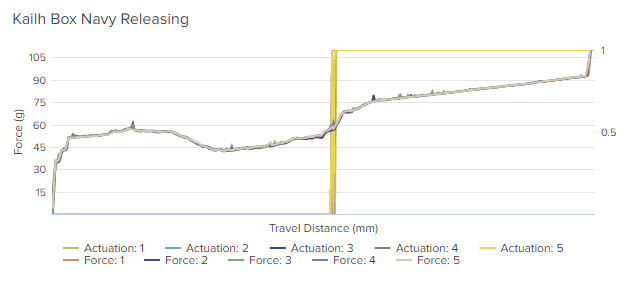 Kailh Box Navy Releasing
105
90
75
60
45
30
15
Force (g)
1
0.5
Travel Distance (mm)
Actuation: 1 Actuation: 2 Actuation: 3 Actuation: 4 Actuation: 5
Force: 1 Force: 2 Force: 3 Force: 4 Force: 5